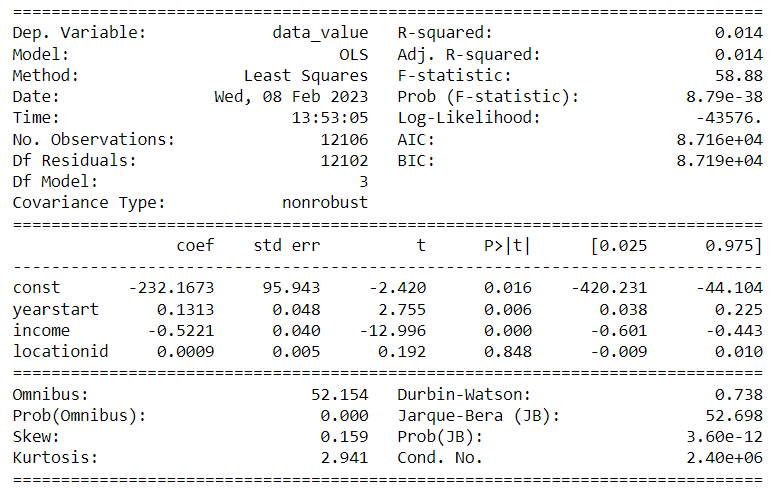 ==============================================================================
Dep. Variable:             data_value   R-squared:                       0.014
Model:                            OLS   Adj. R-squared:                  0.014
Method:                 Least Squares   F-statistic:                     58.88
Date:                Wed, 08 Feb 2023   Prob (F-statistic):           8.79e-38
Time:                        13:53:05   Log-Likelihood:                -43576.
No. Observations:               12106   AIC:                         8.716e+04
Df Residuals:                   12102   BIC:                         8.719e+04
Df Model:                           3
Covariance Type:            nonrobust
==============================================================================
                 coef    std err          t      P>|t|      [0.025      0.975]
------------------------------------------------------------------------------
const       -232.1673     95.943     -2.420      0.016    -420.231     -44.104
yearstart      0.1313      0.048      2.755      0.006       0.038       0.225
income        -0.5221      0.040    -12.996      0.000      -0.601      -0.443
locationid     0.0009      0.005      0.192      0.848      -0.009       0.010
==============================================================================
Omnibus:                       52.154   Durbin-Watson:                   0.738
Prob(Omnibus):                  0.000   Jarque-Bera (JB):               52.698
Skew:                           0.159   Prob(JB):                     3.60e-12
Kurtosis:                       2.941   Cond. No.                     2.40e+06
==============================================================================